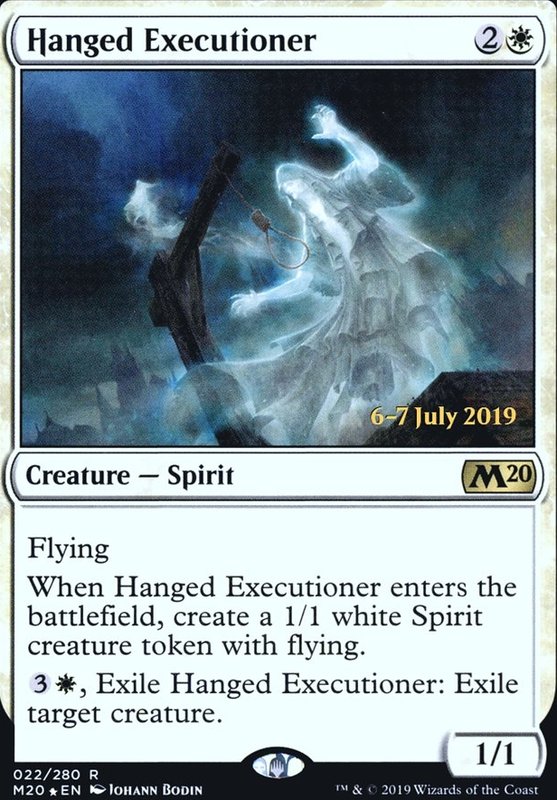 Hanged Executioner 2
6–7 July 2019
Creature — Spirit M20
Flying
When Hanged Executioner enters the
battlefield, create a 1/1 white Spirit
creature token with flying.
3, Exile Hanged Executioner: Exile
target creature.
1/1
022/280 R
M20 ★ EN Johann Bodin
™ & © 2019 Wizards of the Coast